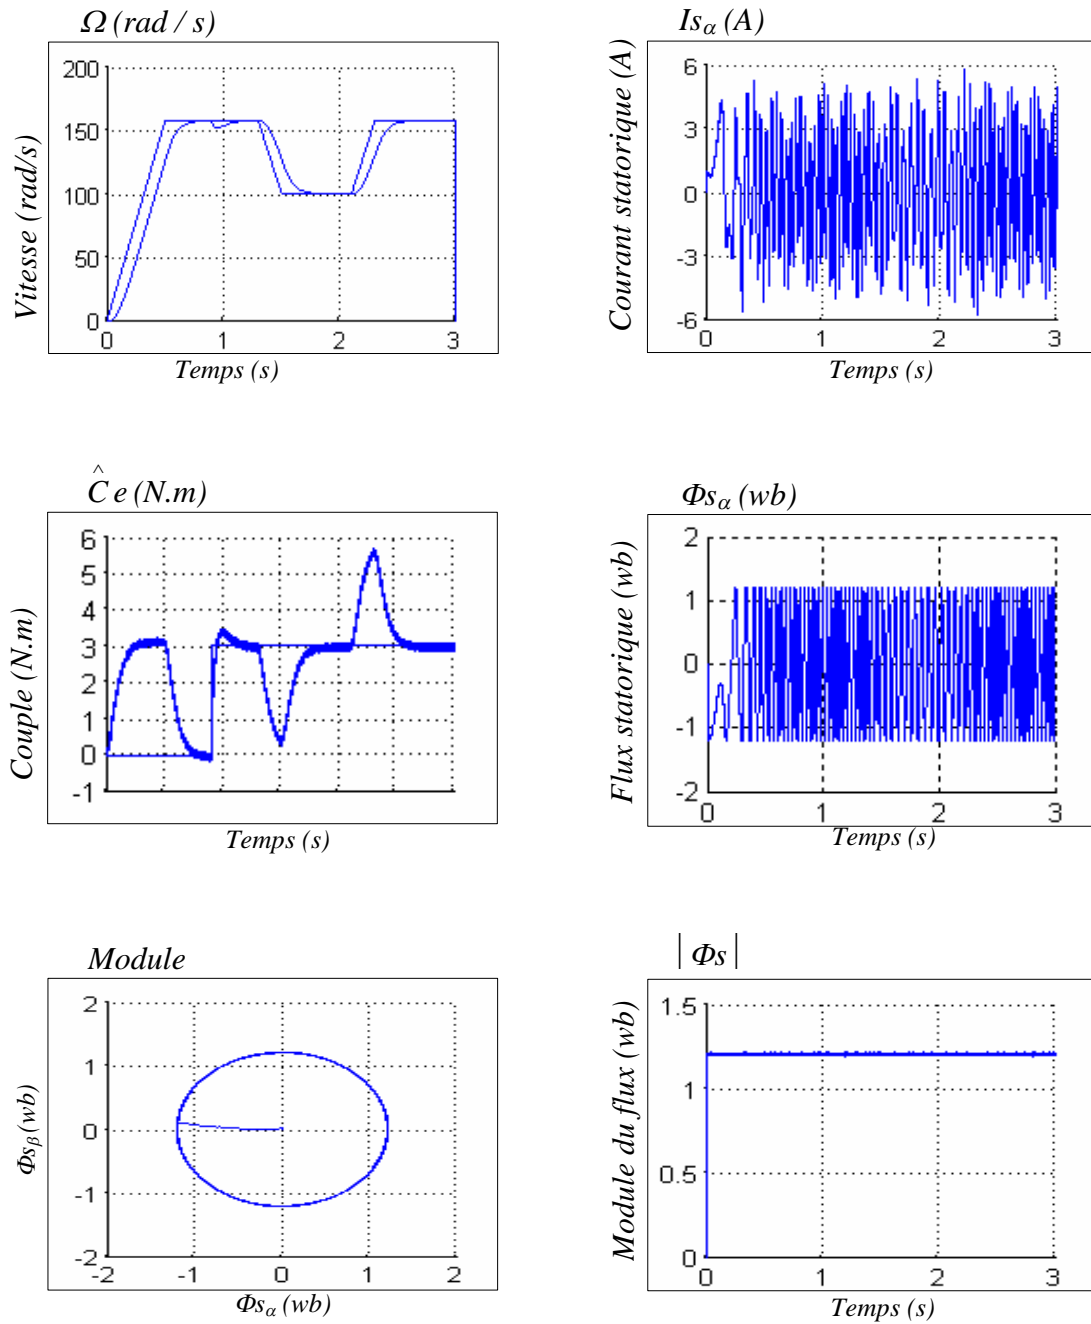 Ω (rad / s)
Vitesse (rad/s)
200
150
100
50
0
0 1 2 3
Temps (s)
Isα (A)
Courant statorique (A)
6
3
0
-3
-6
0 1 2 3
Temps (s)
^
C e (N.m)
Couple (N.m)
6
5
4
3
2
1
0
-1
Temps (s)
Φsα (wb)
Flux statorique (wb)
2
1
0
-1
-2
0 1 2 3
Temps (s)
Module
Φsβ (wb)
2
1
0
-1
-2
-2 -1 0 1 2
Φsα (wb)
| Φs |
Module du flux (wb)
1.5
1
0.5
0
0 1 2 3
Temps (s)